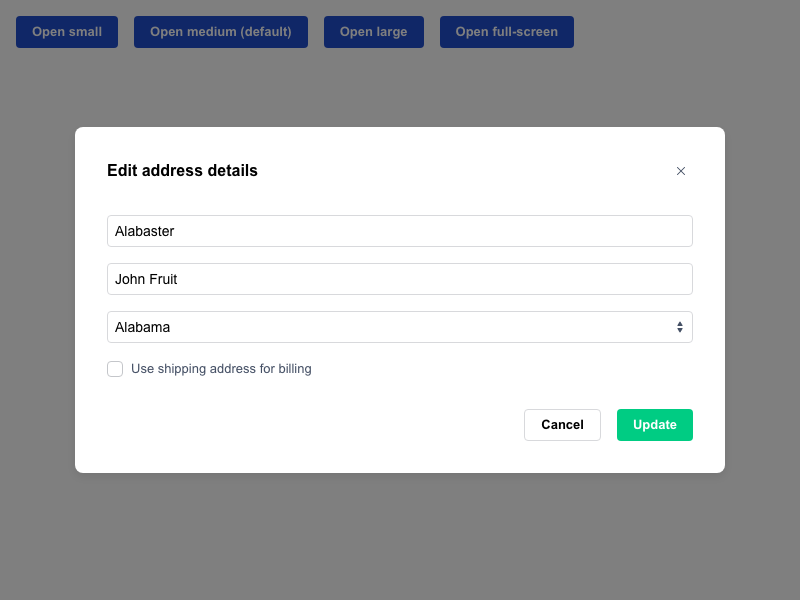 Open small
Open medium (default)
Open large
Open full-screen
Edit address details
Alabaster
John Fruit
Alabama
Use shipping address for billing
Cancel
Update